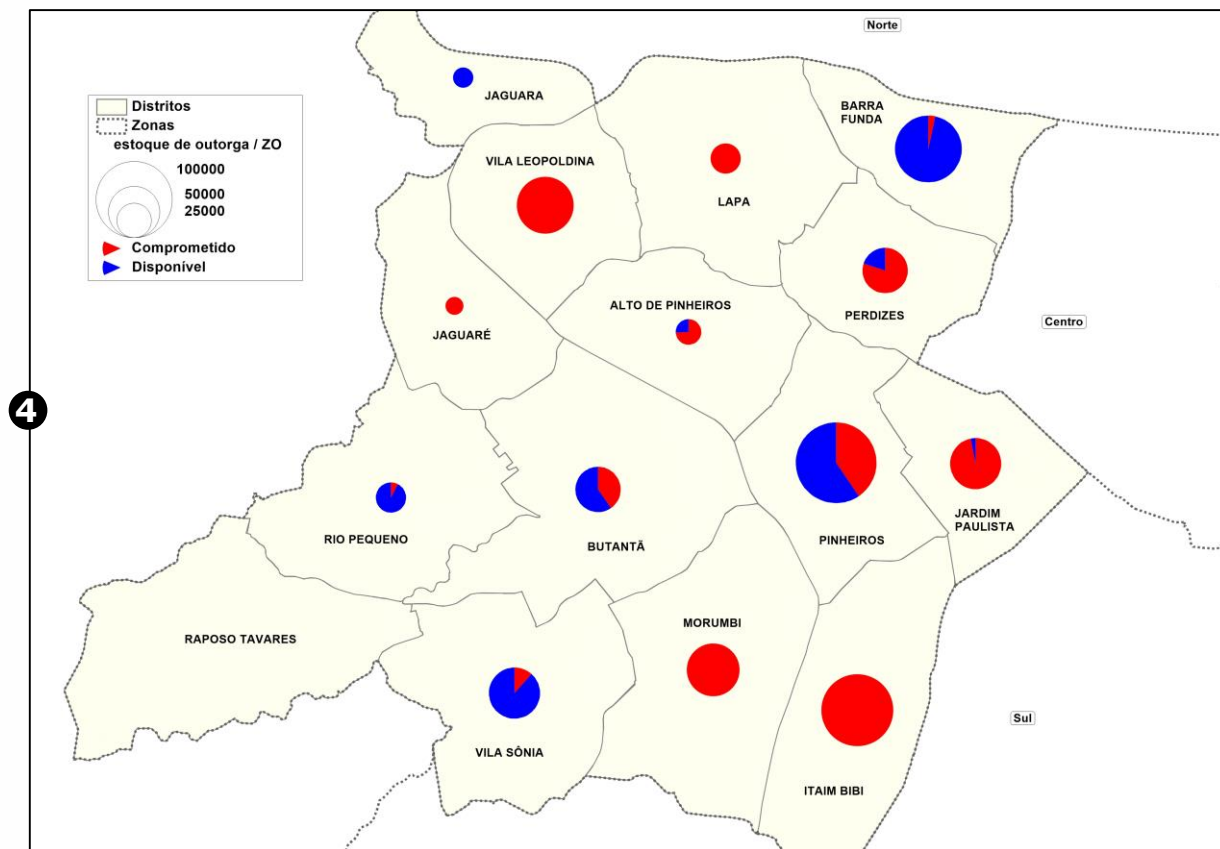 Norte
JAGUARA
BARRA
FUNDA
Distritos
Zonas
estoque de outorga / ZO
100000
50000
25000
Comprometido
Disponível
VILA LEOPOLDINA
LAPA
ALTO DE PINHEIROS
PERDIZES
Centro
JAGUARÉ
4
JARDIM
PAULISTA
RIO PEQUENO
BUTANTÃ
PINHEIROS
RAPOSO TAVARES
MORUMBI
Sul
VILA SÔNIA
ITAIM BIBI